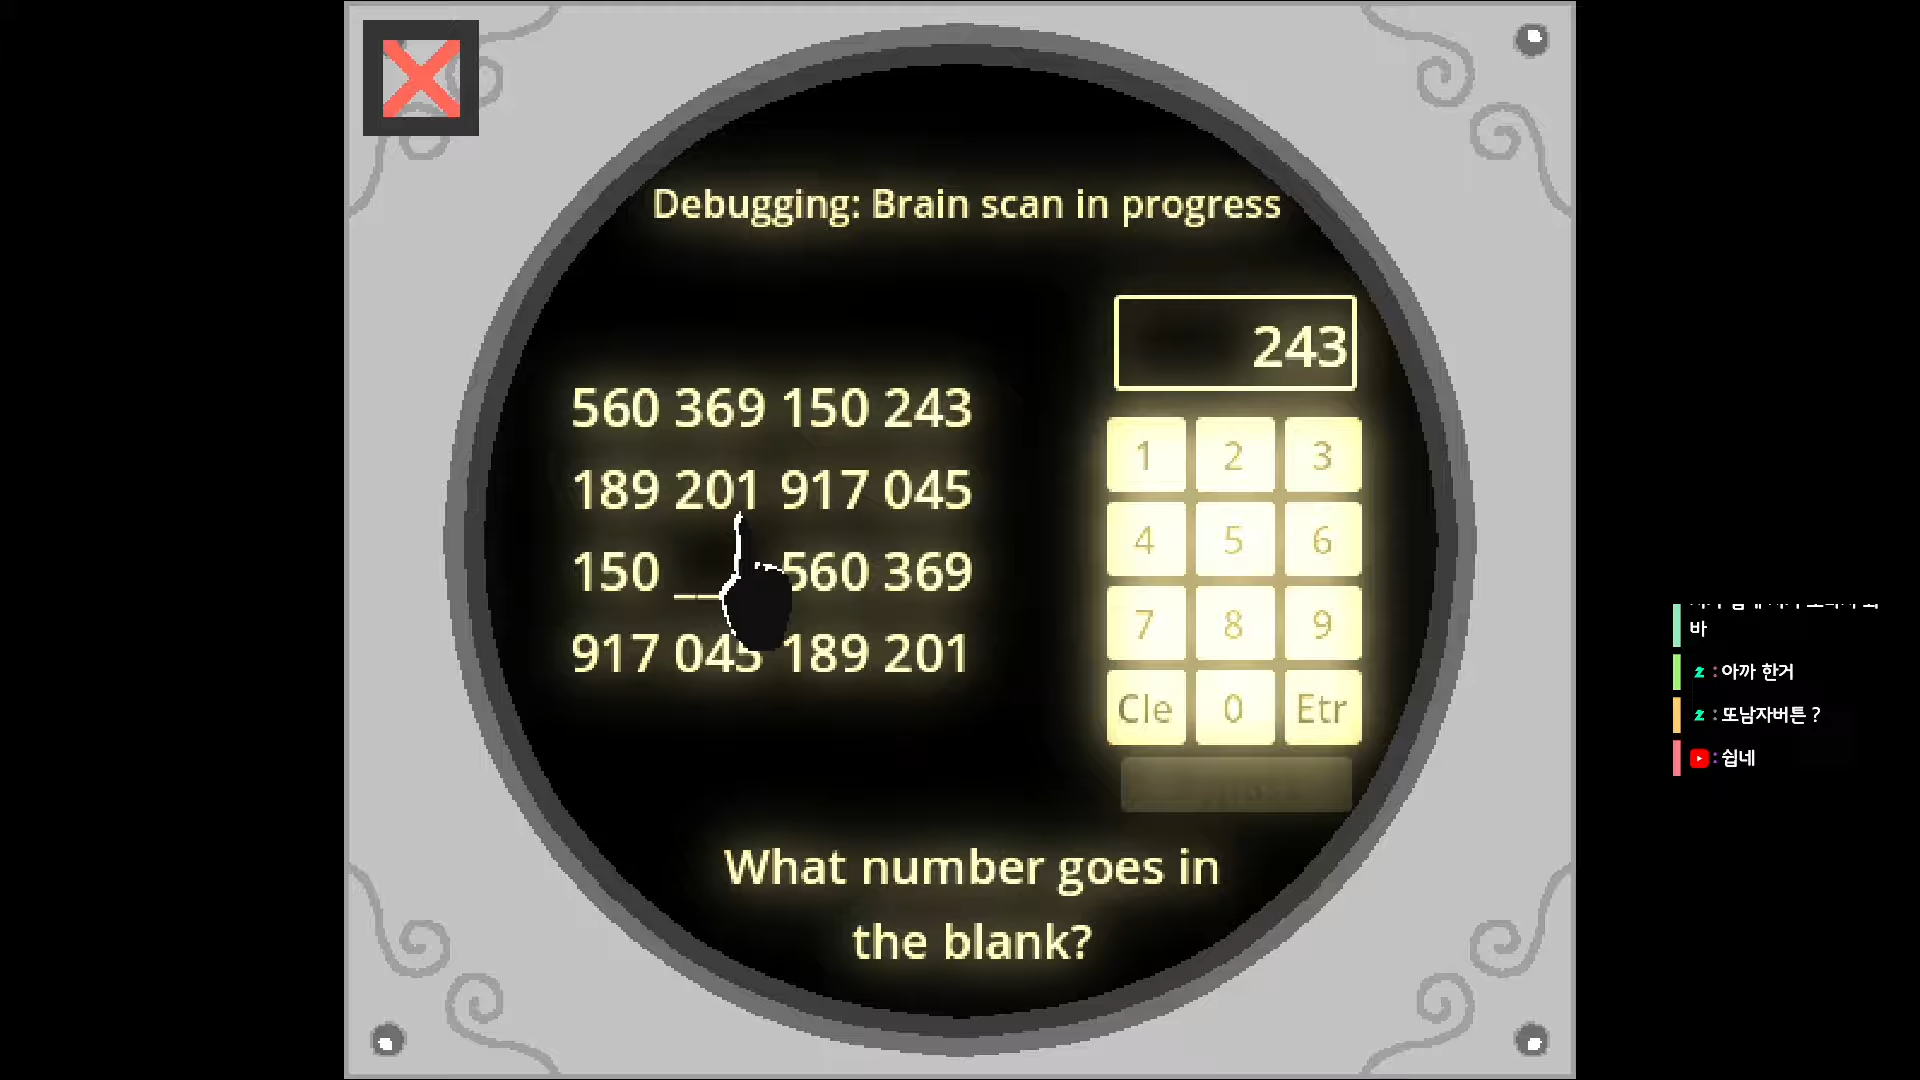 Debugging: Brain scan in progress
243
560 369 150 243
189 201 917 045
150 __ 560 369
917 045 189 201
1 2 3
4 5 6
7 8 9
Cle 0 Etr
What number goes in
the blank?
바
: 아까 한거
: 또남자버튼 ?
: 쉽네